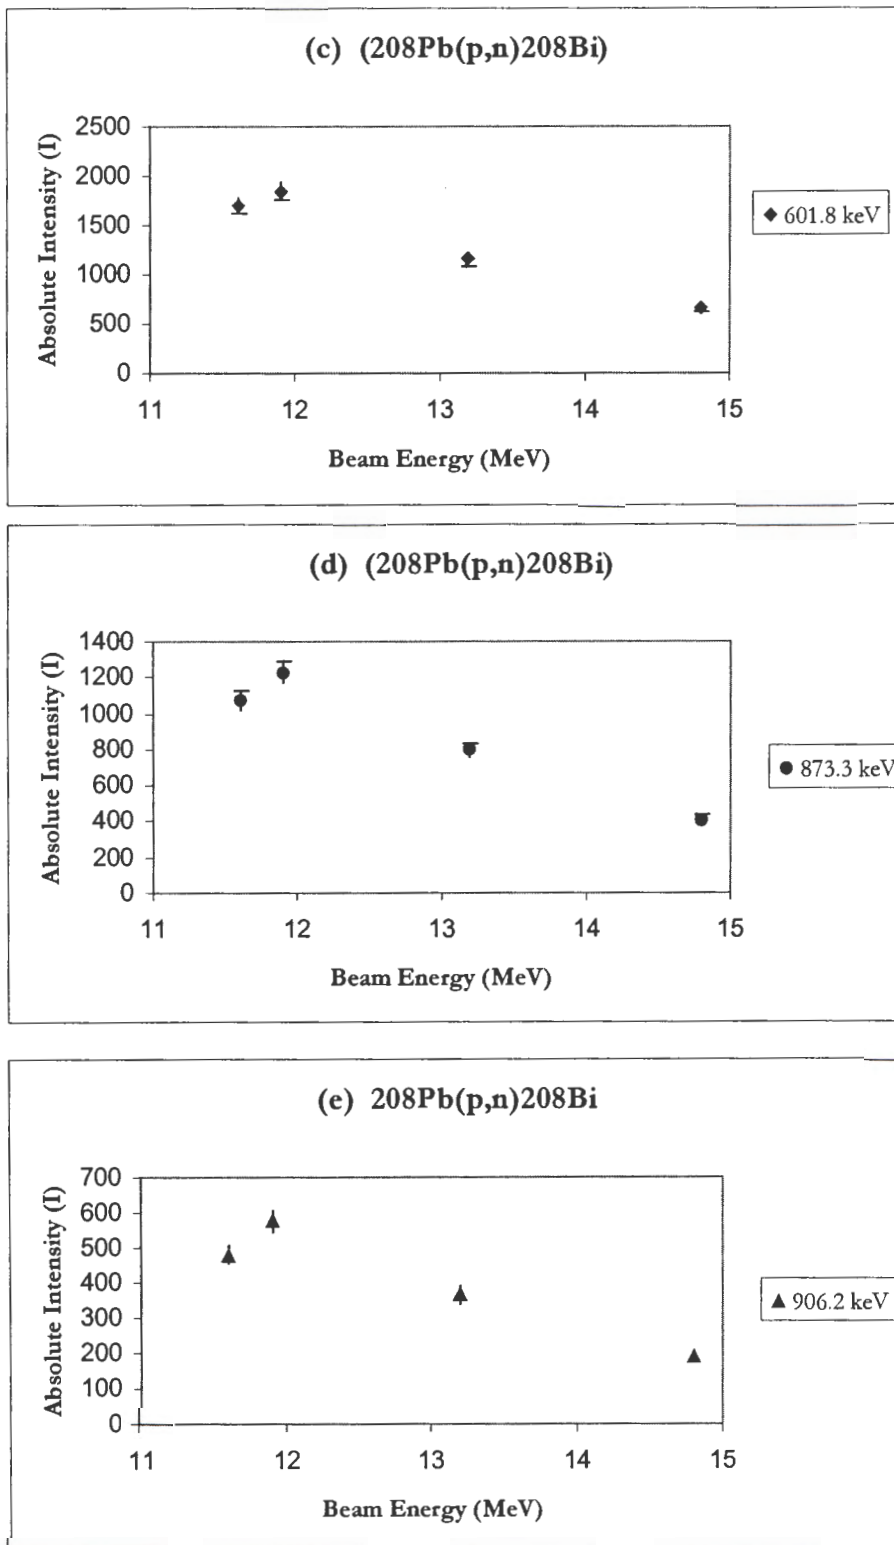 (c) (208Pb(p,n)208Bi)
Absolute Intensity (I)
2500
2000
1500
1000
500
0
11 12 13 14 15
Beam Energy (MeV)
601.8 keV
(d) (208Pb(p,n)208Bi)
Absolute Intensity (I)
1400
1200
1000
800
600
400
200
0
11 12 13 14 15
Beam Energy (MeV)
873.3 keV
(e) 208Pb(p,n)208Bi
Absolute Intensity (I)
700
600
500
400
300
200
100
0
11 12 13 14 15
Beam Energy (MeV)
906.2 keV